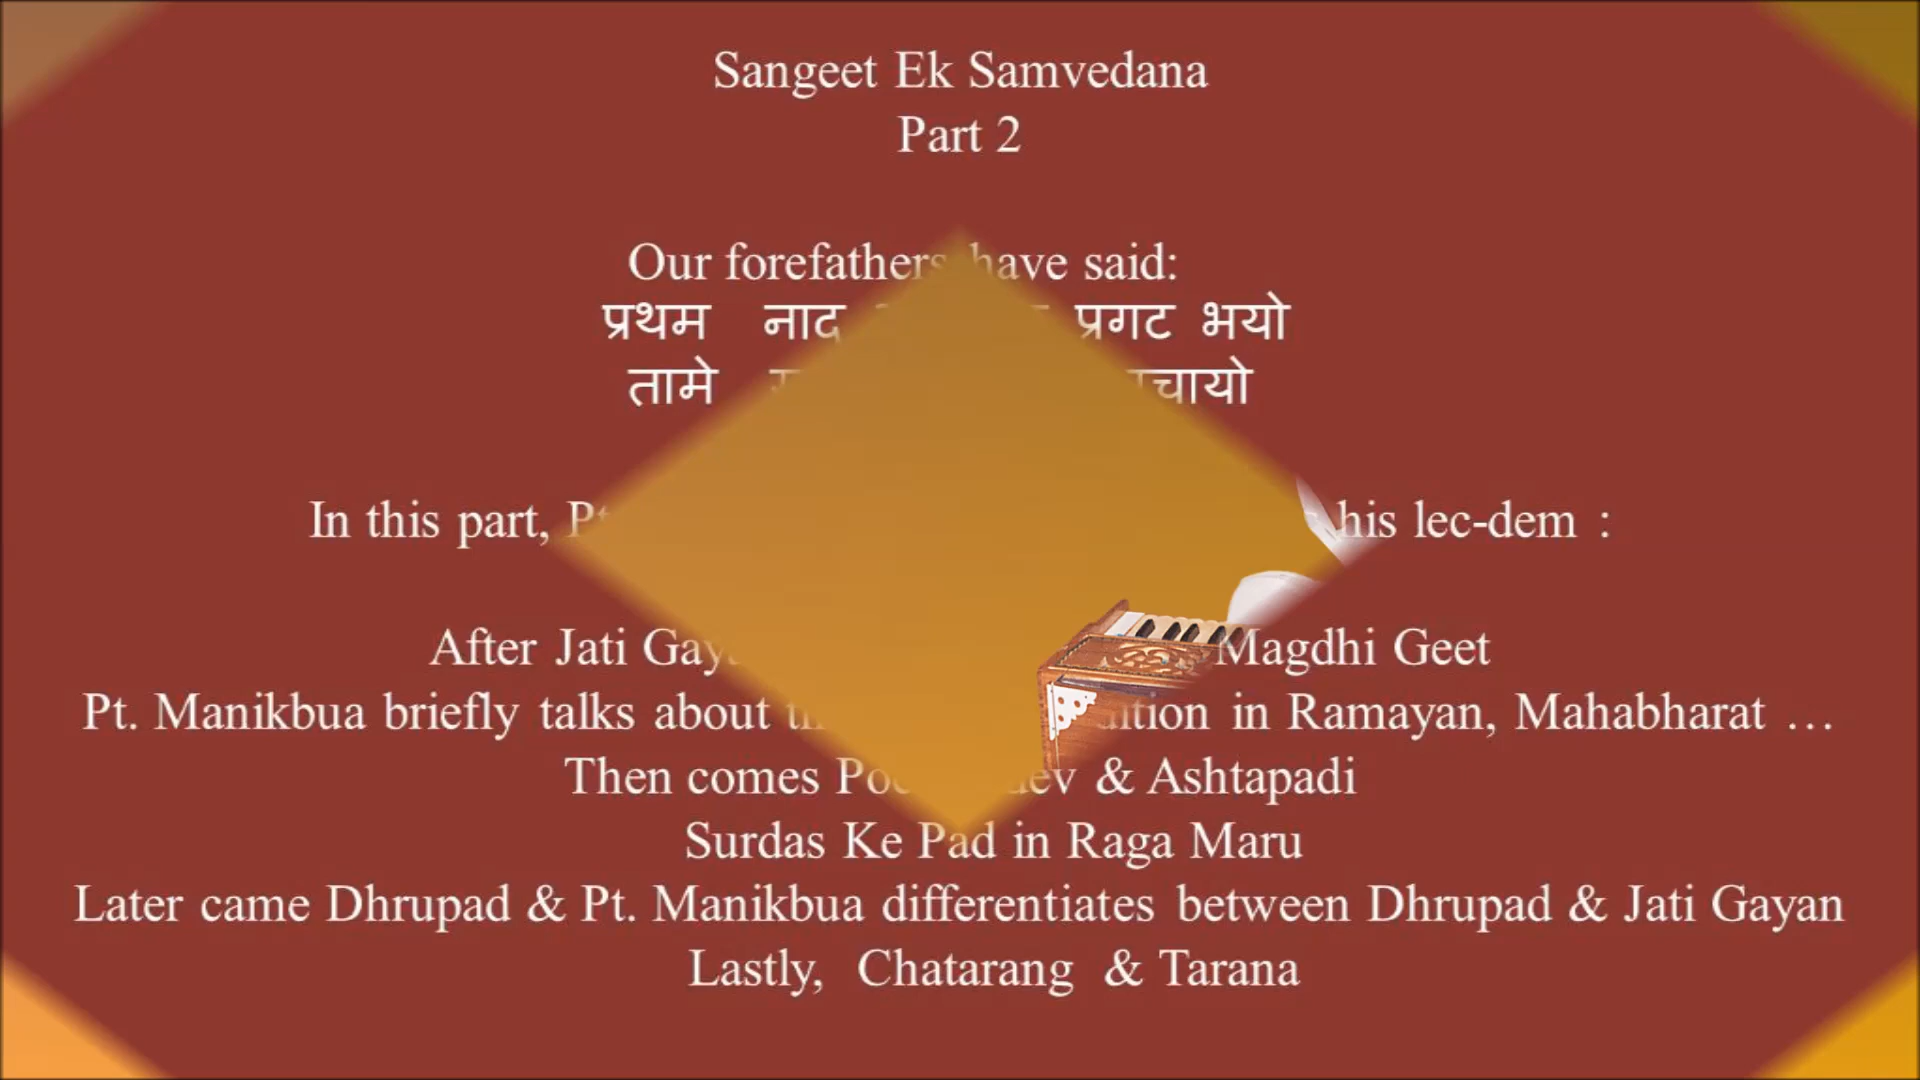 Sangeet Ek Samvedana
Part 2
Our forefathers have said:
प्रथम नाद प्रगट भयो
तामे
In this part, his lec-dem :
After Jati Magdhi Geet
Pt. Manikbua briefly talks about in Ramayan, Mahabharat …
Then comes & Ashtapadi
Surdas Ke Pad in Raga Maru
Later came Dhrupad & Pt. Manikbua differentiates between Dhrupad & Jati Gayan
Lastly, Chatarang & Tarana